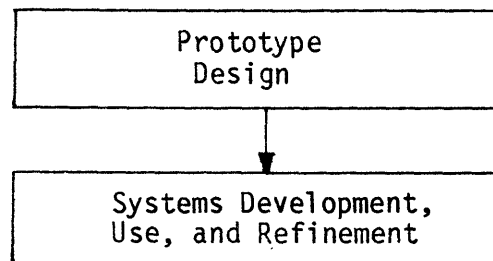 Prototype
Design
Systems Development,
Use, and Refinement